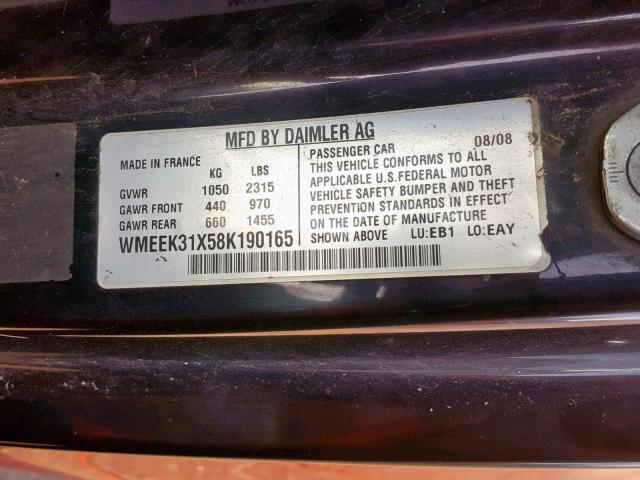 MFD BY DAIMLER AG
MADE IN FRANCE KG LBS
GVWR 1050 2315
GAWR FRONT 440 970
GAWR REAR 660 1455
WMEEK31X58K190165
PASSENGER CAR 08/08
THIS VEHICLE CONFORMS TO ALL
APPLICABLE U.S. FEDERAL MOTOR
VEHICLE SAFETY BUMPER AND THEFT
PREVENTION STANDARDS IN EFFECT
ON THE DATE OF MANUFACTURE
SHOWN ABOVE LU:EB1 LO:EAY